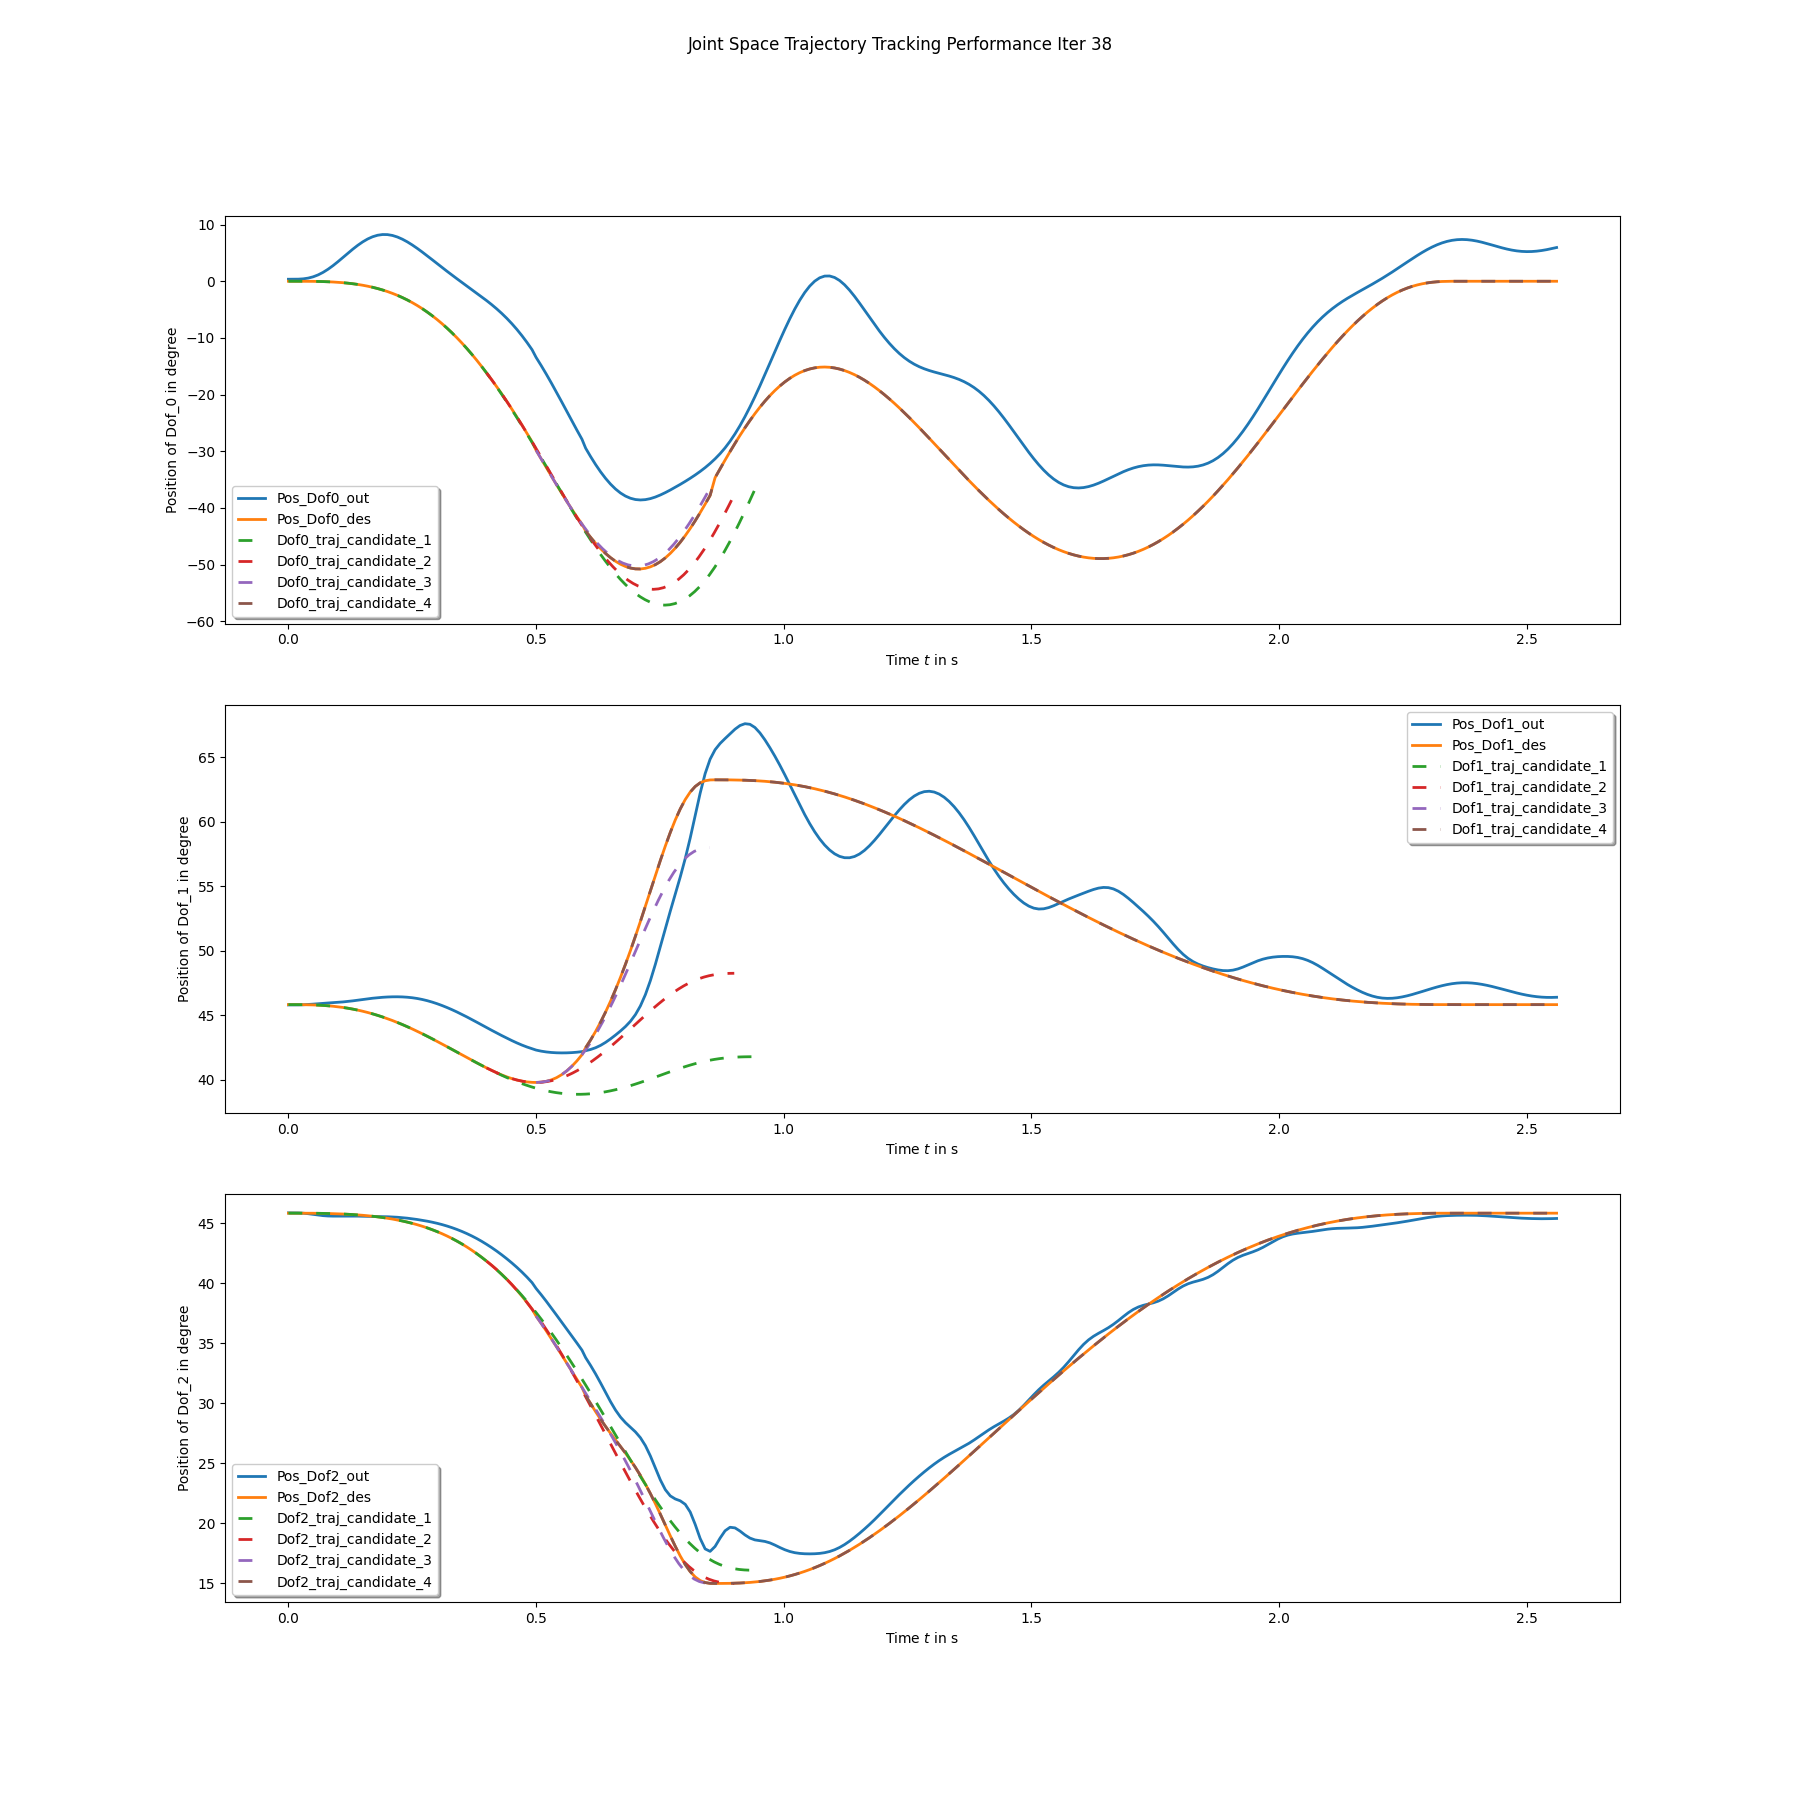 Joint Space Trajectory Tracking Performance Iter 38
10
0
−10
−20
−30
−40
−50
−60
Position of Dof_0 in degree
Pos_Dof0_out
Pos_Dof0_des
Dof0_traj_candidate_1
Dof0_traj_candidate_2
Dof0_traj_candidate_3
Dof0_traj_candidate_4
0.0 0.5 1.0 1.5 2.0 2.5
Time t in s
65
60
55
50
45
40
Position of Dof_1 in degree
Pos_Dof1_out
Pos_Dof1_des
Dof1_traj_candidate_1
Dof1_traj_candidate_2
Dof1_traj_candidate_3
Dof1_traj_candidate_4
0.0 0.5 1.0 1.5 2.0 2.5
Time t in s
45
40
35
30
25
20
15
Position of Dof_2 in degree
Pos_Dof2_out
Pos_Dof2_des
Dof2_traj_candidate_1
Dof2_traj_candidate_2
Dof2_traj_candidate_3
Dof2_traj_candidate_4
0.0 0.5 1.0 1.5 2.0 2.5
Time t in s